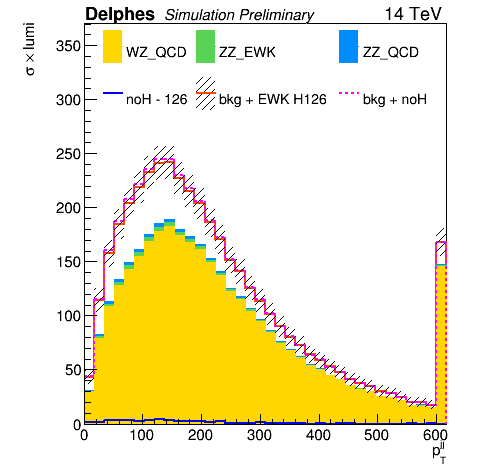 Delphes Simulation Preliminary 14 TeV
σ × lumi
350
WZ_QCD ZZ_EWK ZZ_QCD
300
noH - 126 bkg + EWK H126 bkg + noH
250
200
150
100
50
0
0 100 200 300 400 500 600
p_T^jj